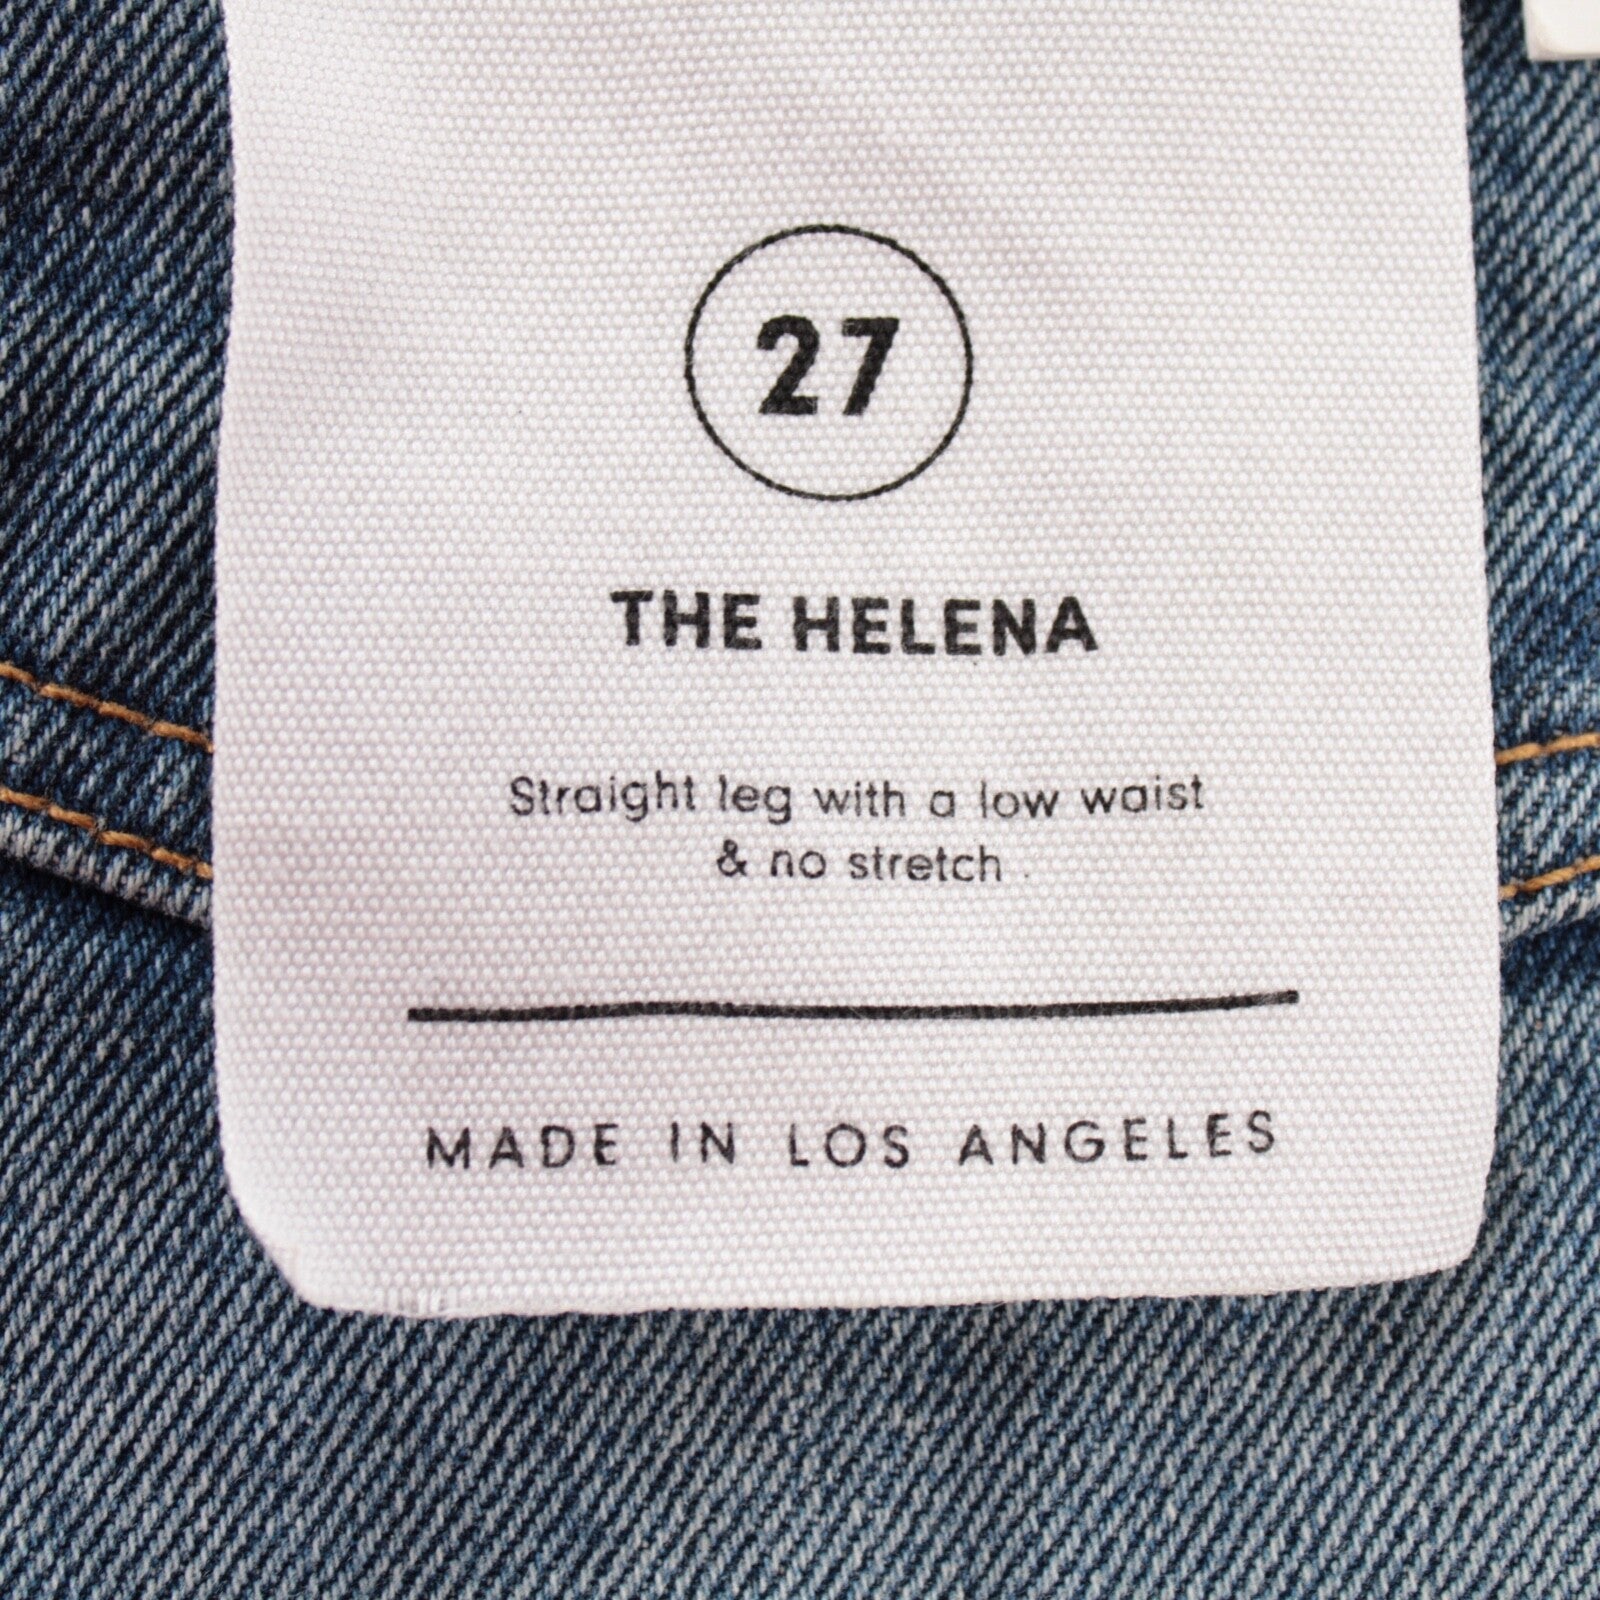 27
THE HELENA
Straight leg with a low waist
& no stretch
MADE IN LOS ANGELES